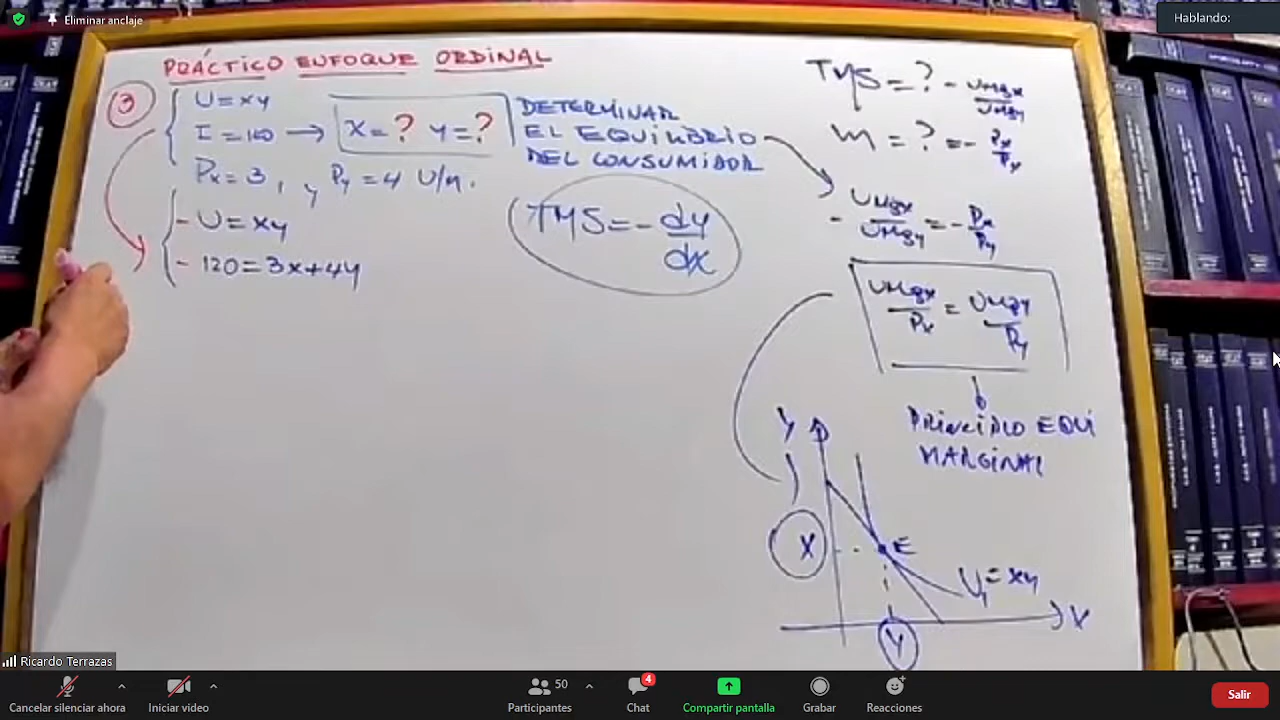 Eliminar anclaje
Hablando:
PRÁCTICO ENFOQUE ORDINAL
3
U=xy
I=160 → X=? Y=?
Px=3, y Py=4 U/M.
DETERMINAR
EL EQUILIBRIO
DEL CONSUMIDOR
- U=xy
- 120=3x+4y
TMS=-dy/dx
TMS=? -UMgx/UMgy
m=?=-Px/Py
-UMgx/UMgy=-Px/Py
UMgx/Px=UMgy/Py
PRINCIPIO EQUI
MARGINAL
Y
X
E
U₁=xy
X
Y
Ricardo Terrazas
Cancelar silenciar ahora
Iniciar video
50
Participantes
4
Chat
Compartir pantalla
Grabar
Reacciones
Salir